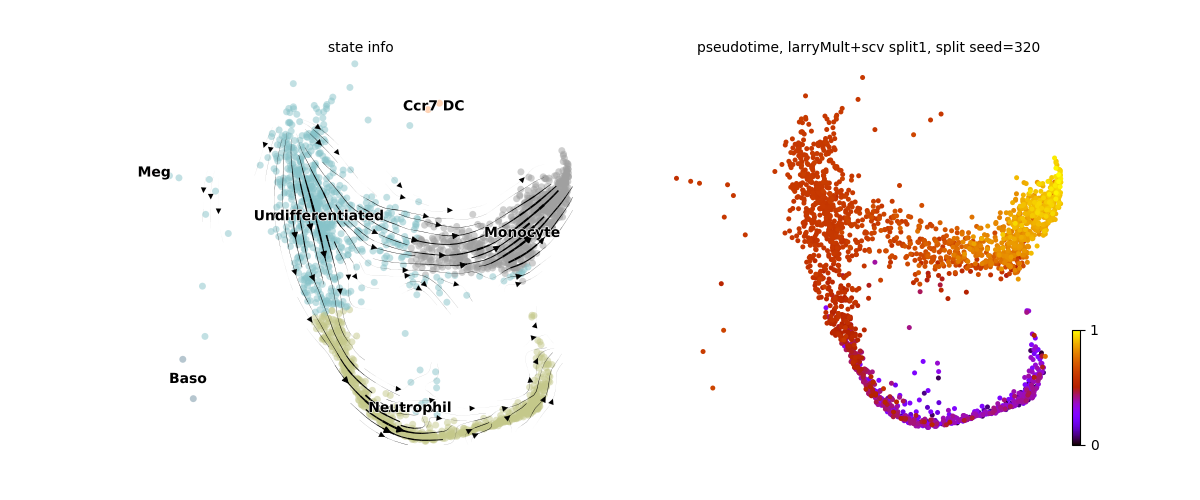 state info
pseudotime, larryMult+scv split1, split seed=320
Ccr7 DC
Meg
Undifferentiated
Monocyte
Baso
Neutrophil
1
0